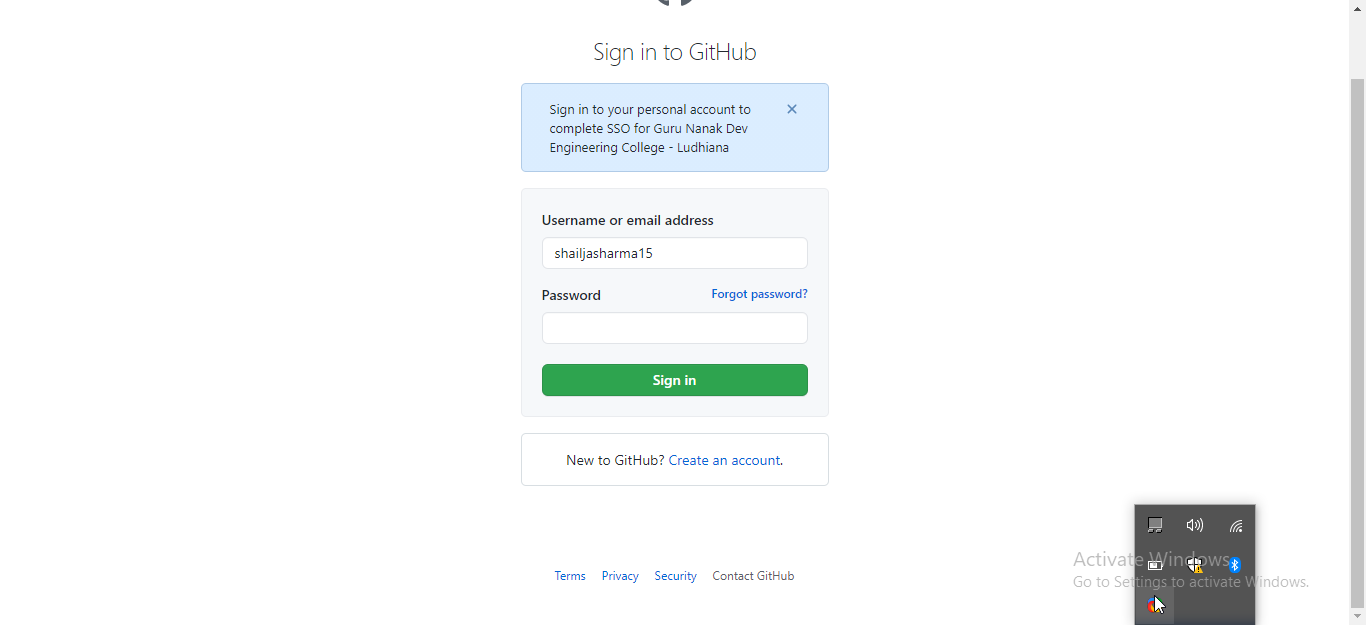 Sign in to GitHub
Sign in to your personal account to
complete SSO for Guru Nanak Dev
Engineering College - Ludhiana
Username or email address
shailjasharma15
Password
Forgot password?
Sign in
New to GitHub? Create an account.
Terms
Privacy
Security
Contact GitHub
Activate Windows
Go to Settings to activate Windows.